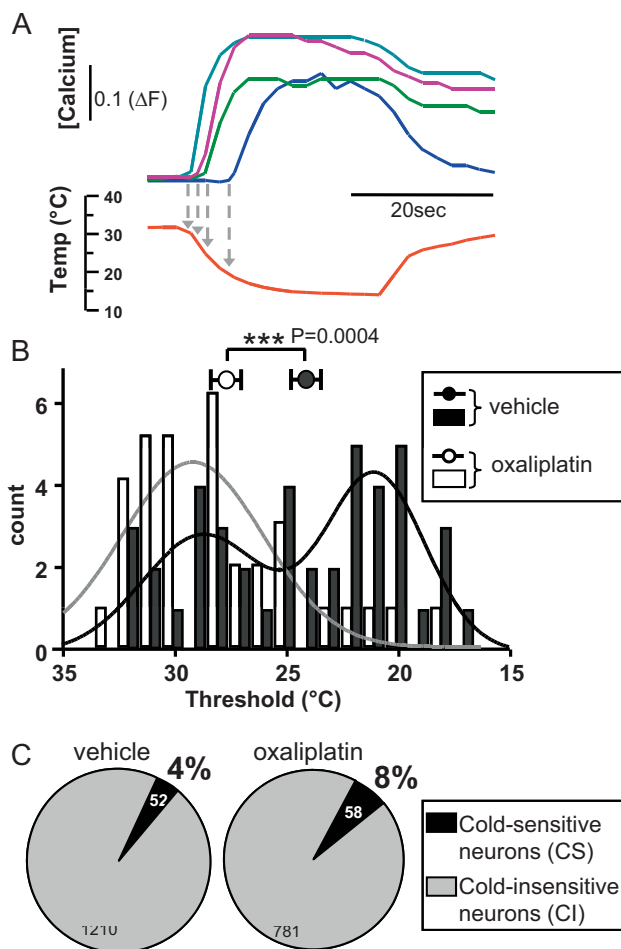 A
[Calcium]
0.1 (ΔF)
20sec
Temp (°C)
40
30
20
10
B
*** P=0.0004
count
6
4
2
0
35
30
25
20
15
Threshold (°C)
vehicle
oxaliplatin
C
vehicle
4%
52
1210
oxaliplatin
8%
58
781
Cold-sensitive
neurons (CS)
Cold-insensitive
neurons (CI)